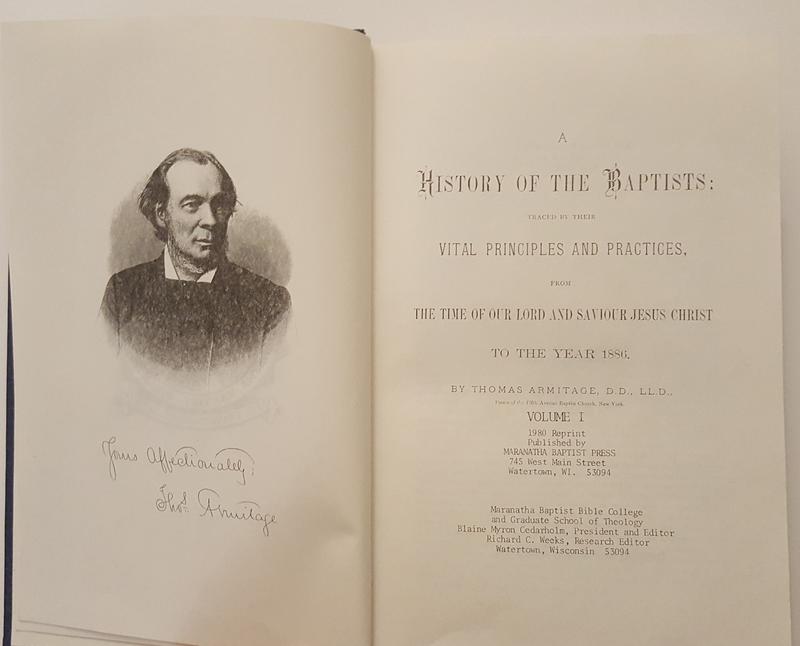 Yours Affectionately,
Thos. Armitage
A
HISTORY OF THE BAPTISTS:
TRACED BY THEIR
VITAL PRINCIPLES AND PRACTICES,
FROM
THE TIME OF OUR LORD AND SAVIOUR JESUS CHRIST
TO THE YEAR 1886.
BY THOMAS ARMITAGE, D.D., LL.D.,
Pastor of the Fifth Avenue Baptist Church, New York.
VOLUME I
1980 Reprint
Published by
MARANATHA BAPTIST PRESS
745 West Main Street
Watertown, WI. 53094
Maranatha Baptist Bible College
and Graduate School of Theology
Blaine Myron Cedarholm, President and Editor
Richard C. Weeks, Research Editor
Watertown, Wisconsin 53094